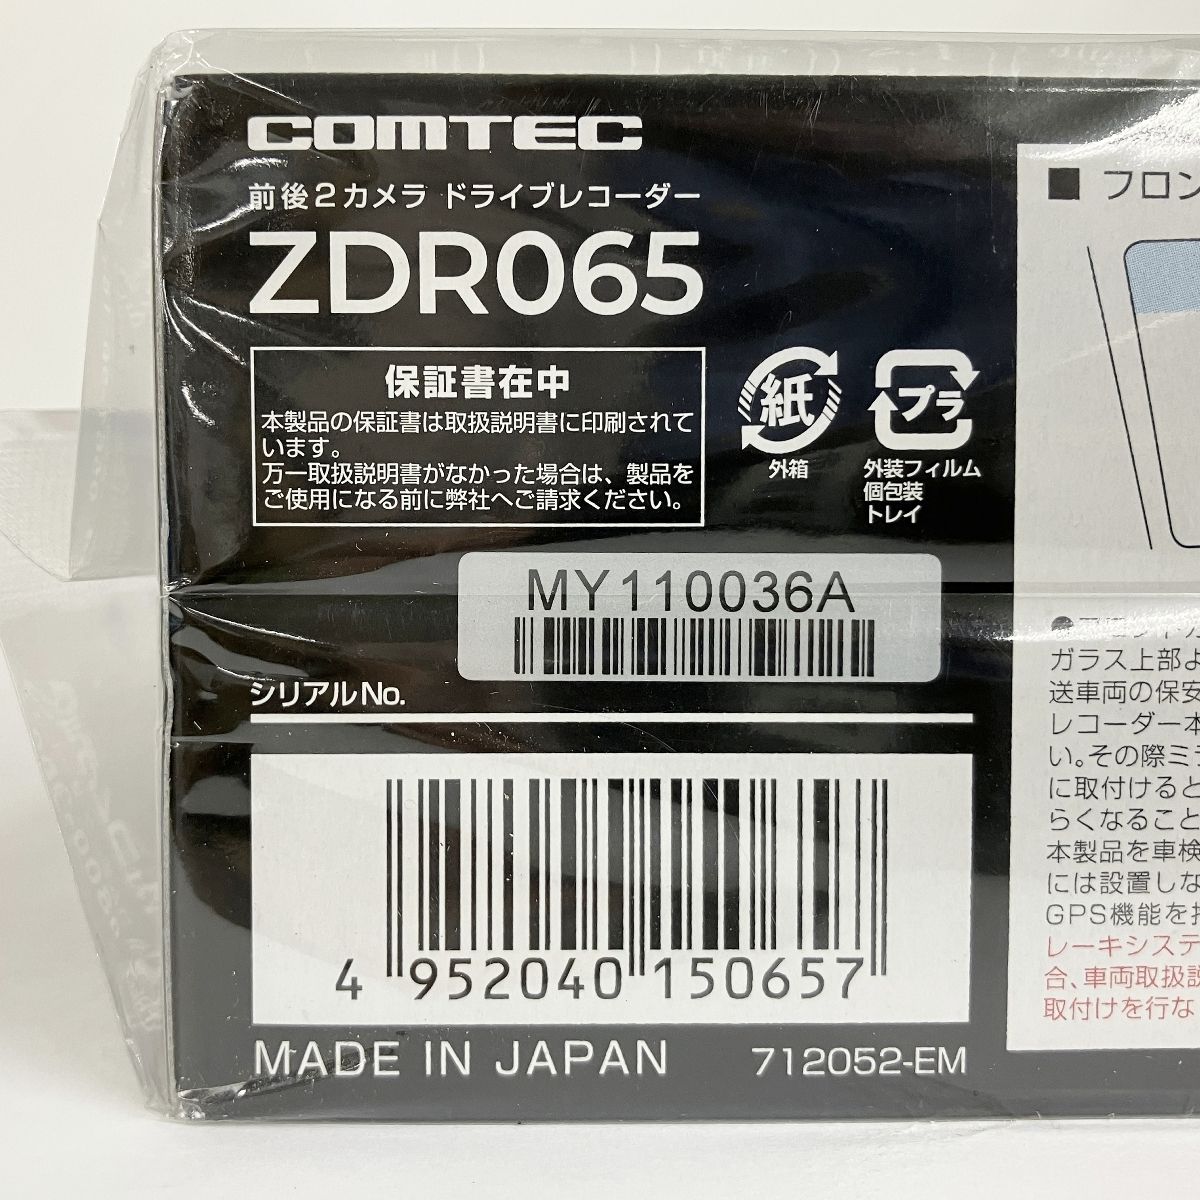 COMTEC
前後2カメラ ドライブレコーダー
ZDR065
保証書在中
本製品の保証書は取扱説明書に印刷されて
います。
万一取扱説明書がなかった場合は、製品を
ご使用になる前に弊社へご請求ください。
紙
外箱
プラ
外装フィルム
個包装
トレイ
MY110036A
シリアルNo.
4 952040 150657
MADE IN JAPAN
712052-EM
■ フロン
ガラス上部よ
送車両の保安
レコーダー本
い。その際ミラ
に取付けると
らくなること
本製品を車検
には設置しな
GPS機能を持
レーキシステ
合、車両取扱説
取付けを行な